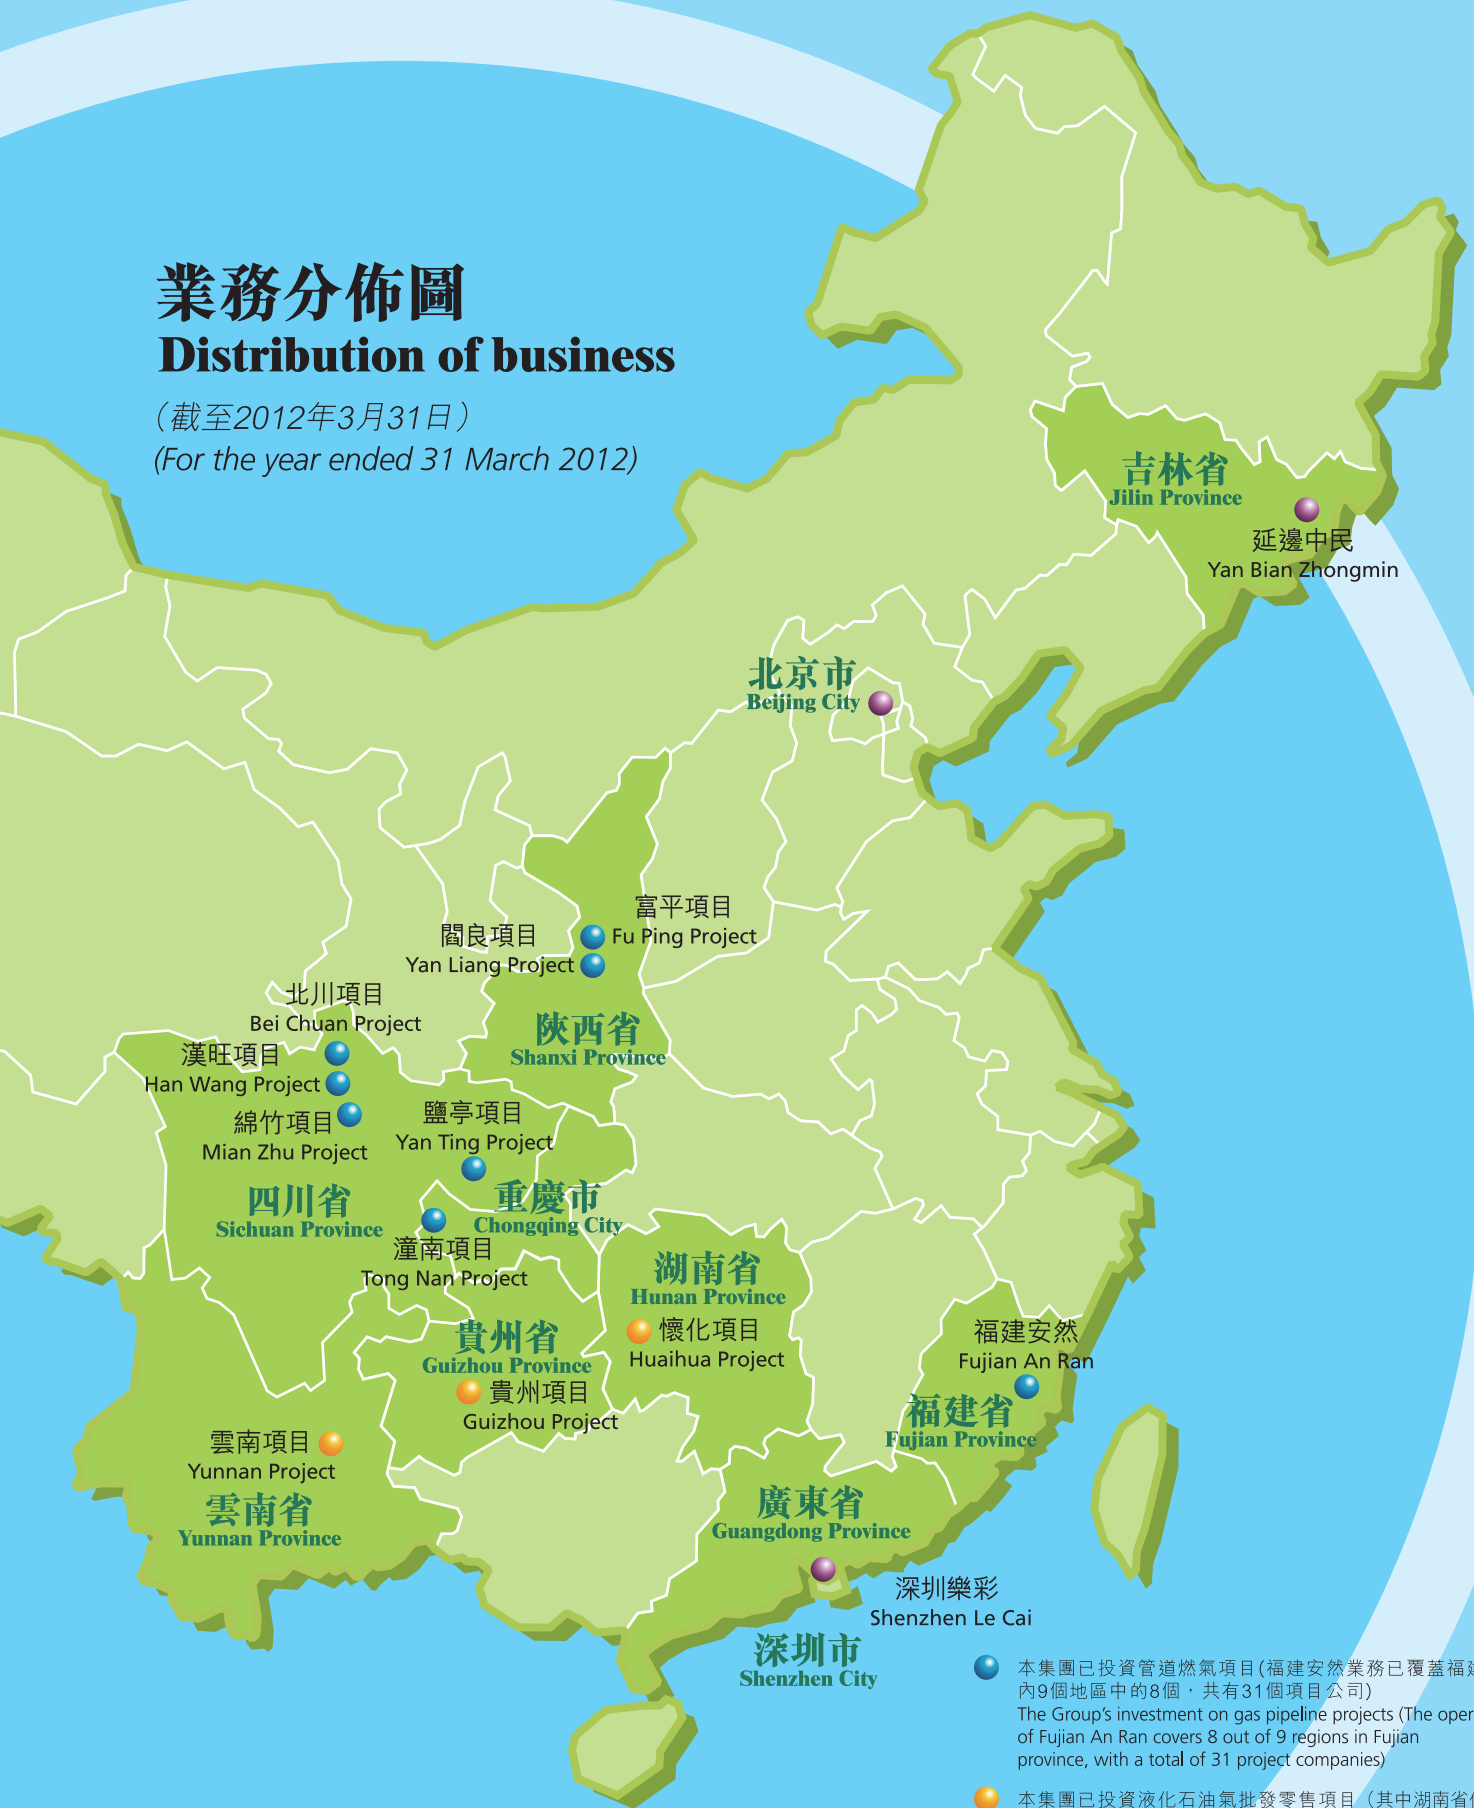 業務分佈圖
Distribution of business
（截至2012年3月31日）
(For the year ended 31 March 2012)
吉林省
Jilin Province
延邊中民
Yan Bian Zhongmin
北京市
Beijing City
富平項目
Fu Ping Project
閻良項目
Yan Liang Project
北川項目
Bei Chuan Project
陝西省
Shanxi Province
漢旺項目
Han Wang Project
綿竹項目
Mian Zhu Project
鹽亭項目
Yan Ting Project
四川省
Sichuan Province
重慶市
Chongqing City
潼南項目
Tong Nan Project
湖南省
Hunan Province
懷化項目
Huaihua Project
貴州省
Guizhou Province
貴州項目
Guizhou Project
福建安然
Fujian An Ran
福建省
Fujian Province
雲南項目
Yunnan Project
雲南省
Yunnan Province
廣東省
Guangdong Province
深圳樂彩
Shenzhen Le Cai
深圳市
Shenzhen City
本集團已投資管道燃氣項目(福建安然業務已覆蓋福建
內9個地區中的8個，共有31個項目公司)
The Group's investment on gas pipeline projects (The oper
of Fujian An Ran covers 8 out of 9 regions in Fujian
province, with a total of 31 project companies)
本集團已投資液化石油氣批發零售項目（其中湖南省